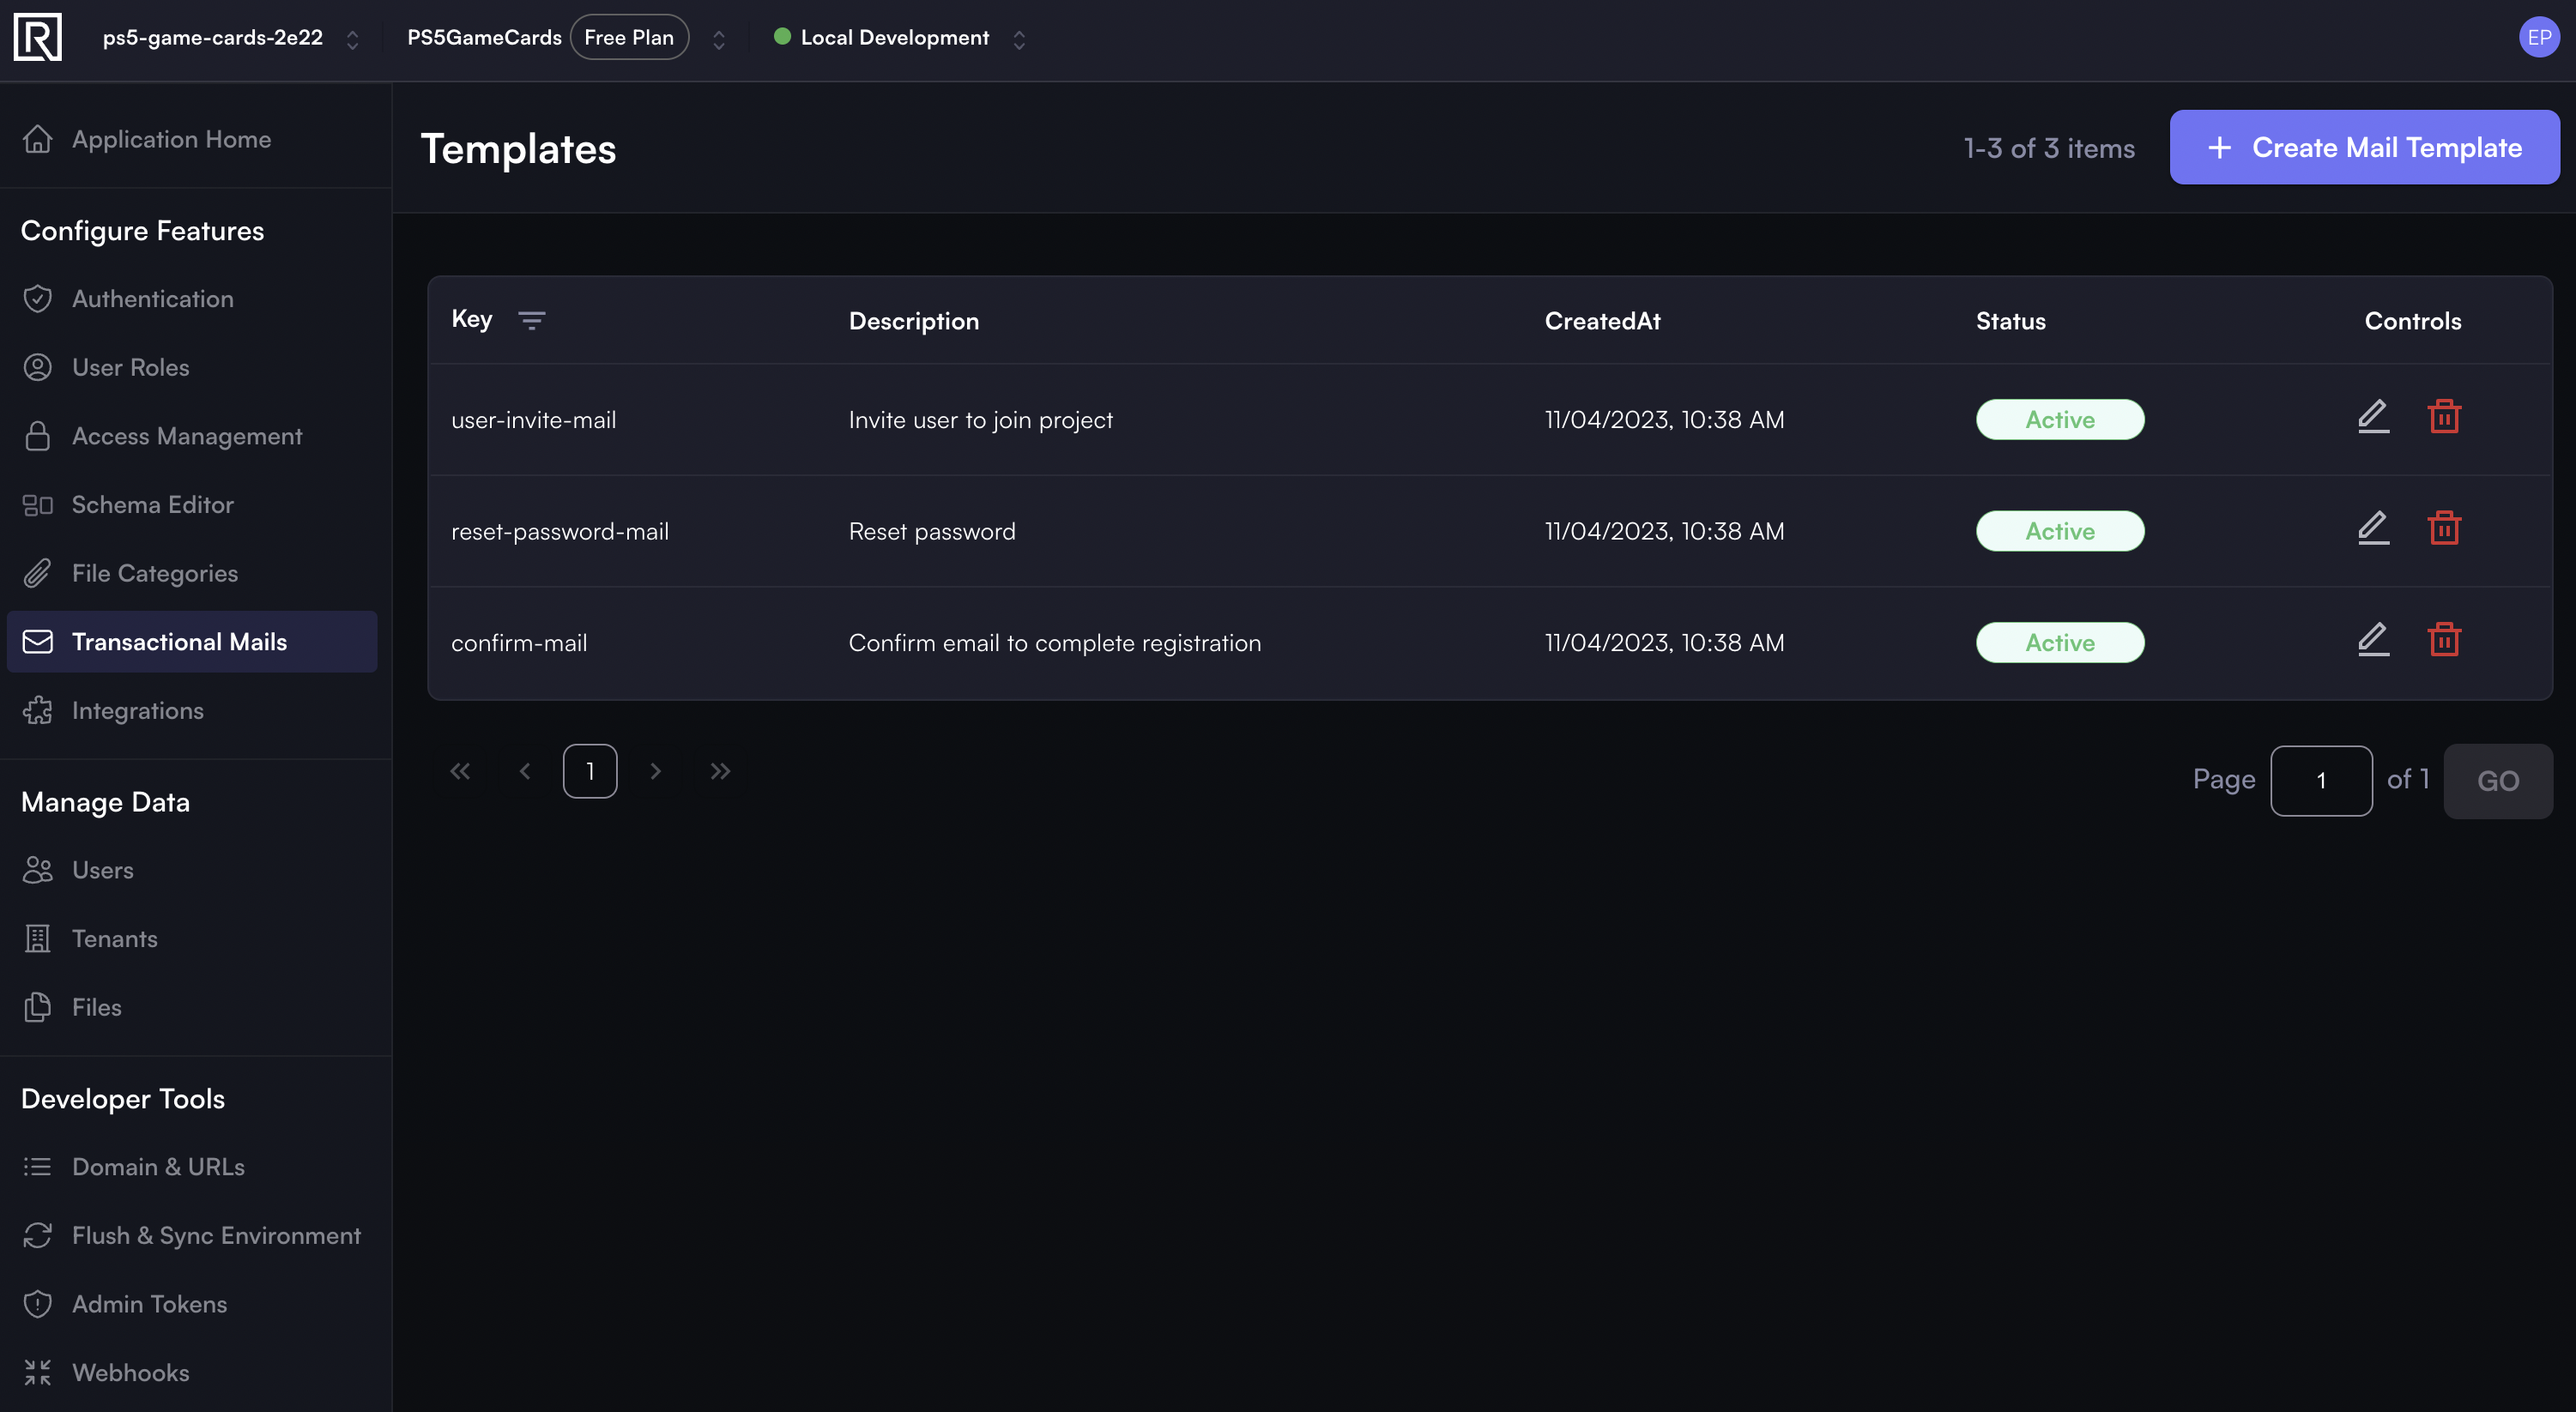 R
ps5-game-cards-2e22
PS5GameCards Free Plan
Local Development
EP
Application Home
Configure Features
Authentication
User Roles
Access Management
Schema Editor
File Categories
Transactional Mails
Integrations
Manage Data
Users
Tenants
Files
Developer Tools
Domain & URLs
Flush & Sync Environment
Admin Tokens
Webhooks
Templates
1-3 of 3 items
+ Create Mail Template
Key Description CreatedAt Status Controls
user-invite-mail Invite user to join project 11/04/2023, 10:38 AM Active
reset-password-mail Reset password 11/04/2023, 10:38 AM Active
confirm-mail Confirm email to complete registration 11/04/2023, 10:38 AM Active
1
Page 1 of 1 GO